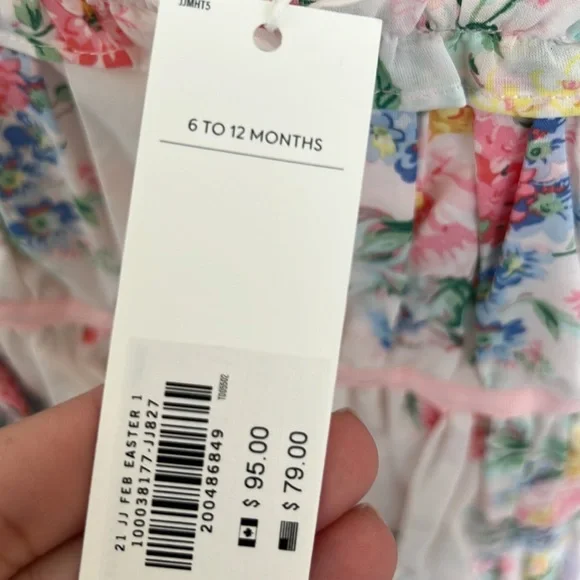 JJMHT5
6 TO 12 MONTHS
21 JJ FEB EASTER 1
100038177-JJ827
200486849
$ 95.00
$ 79.00